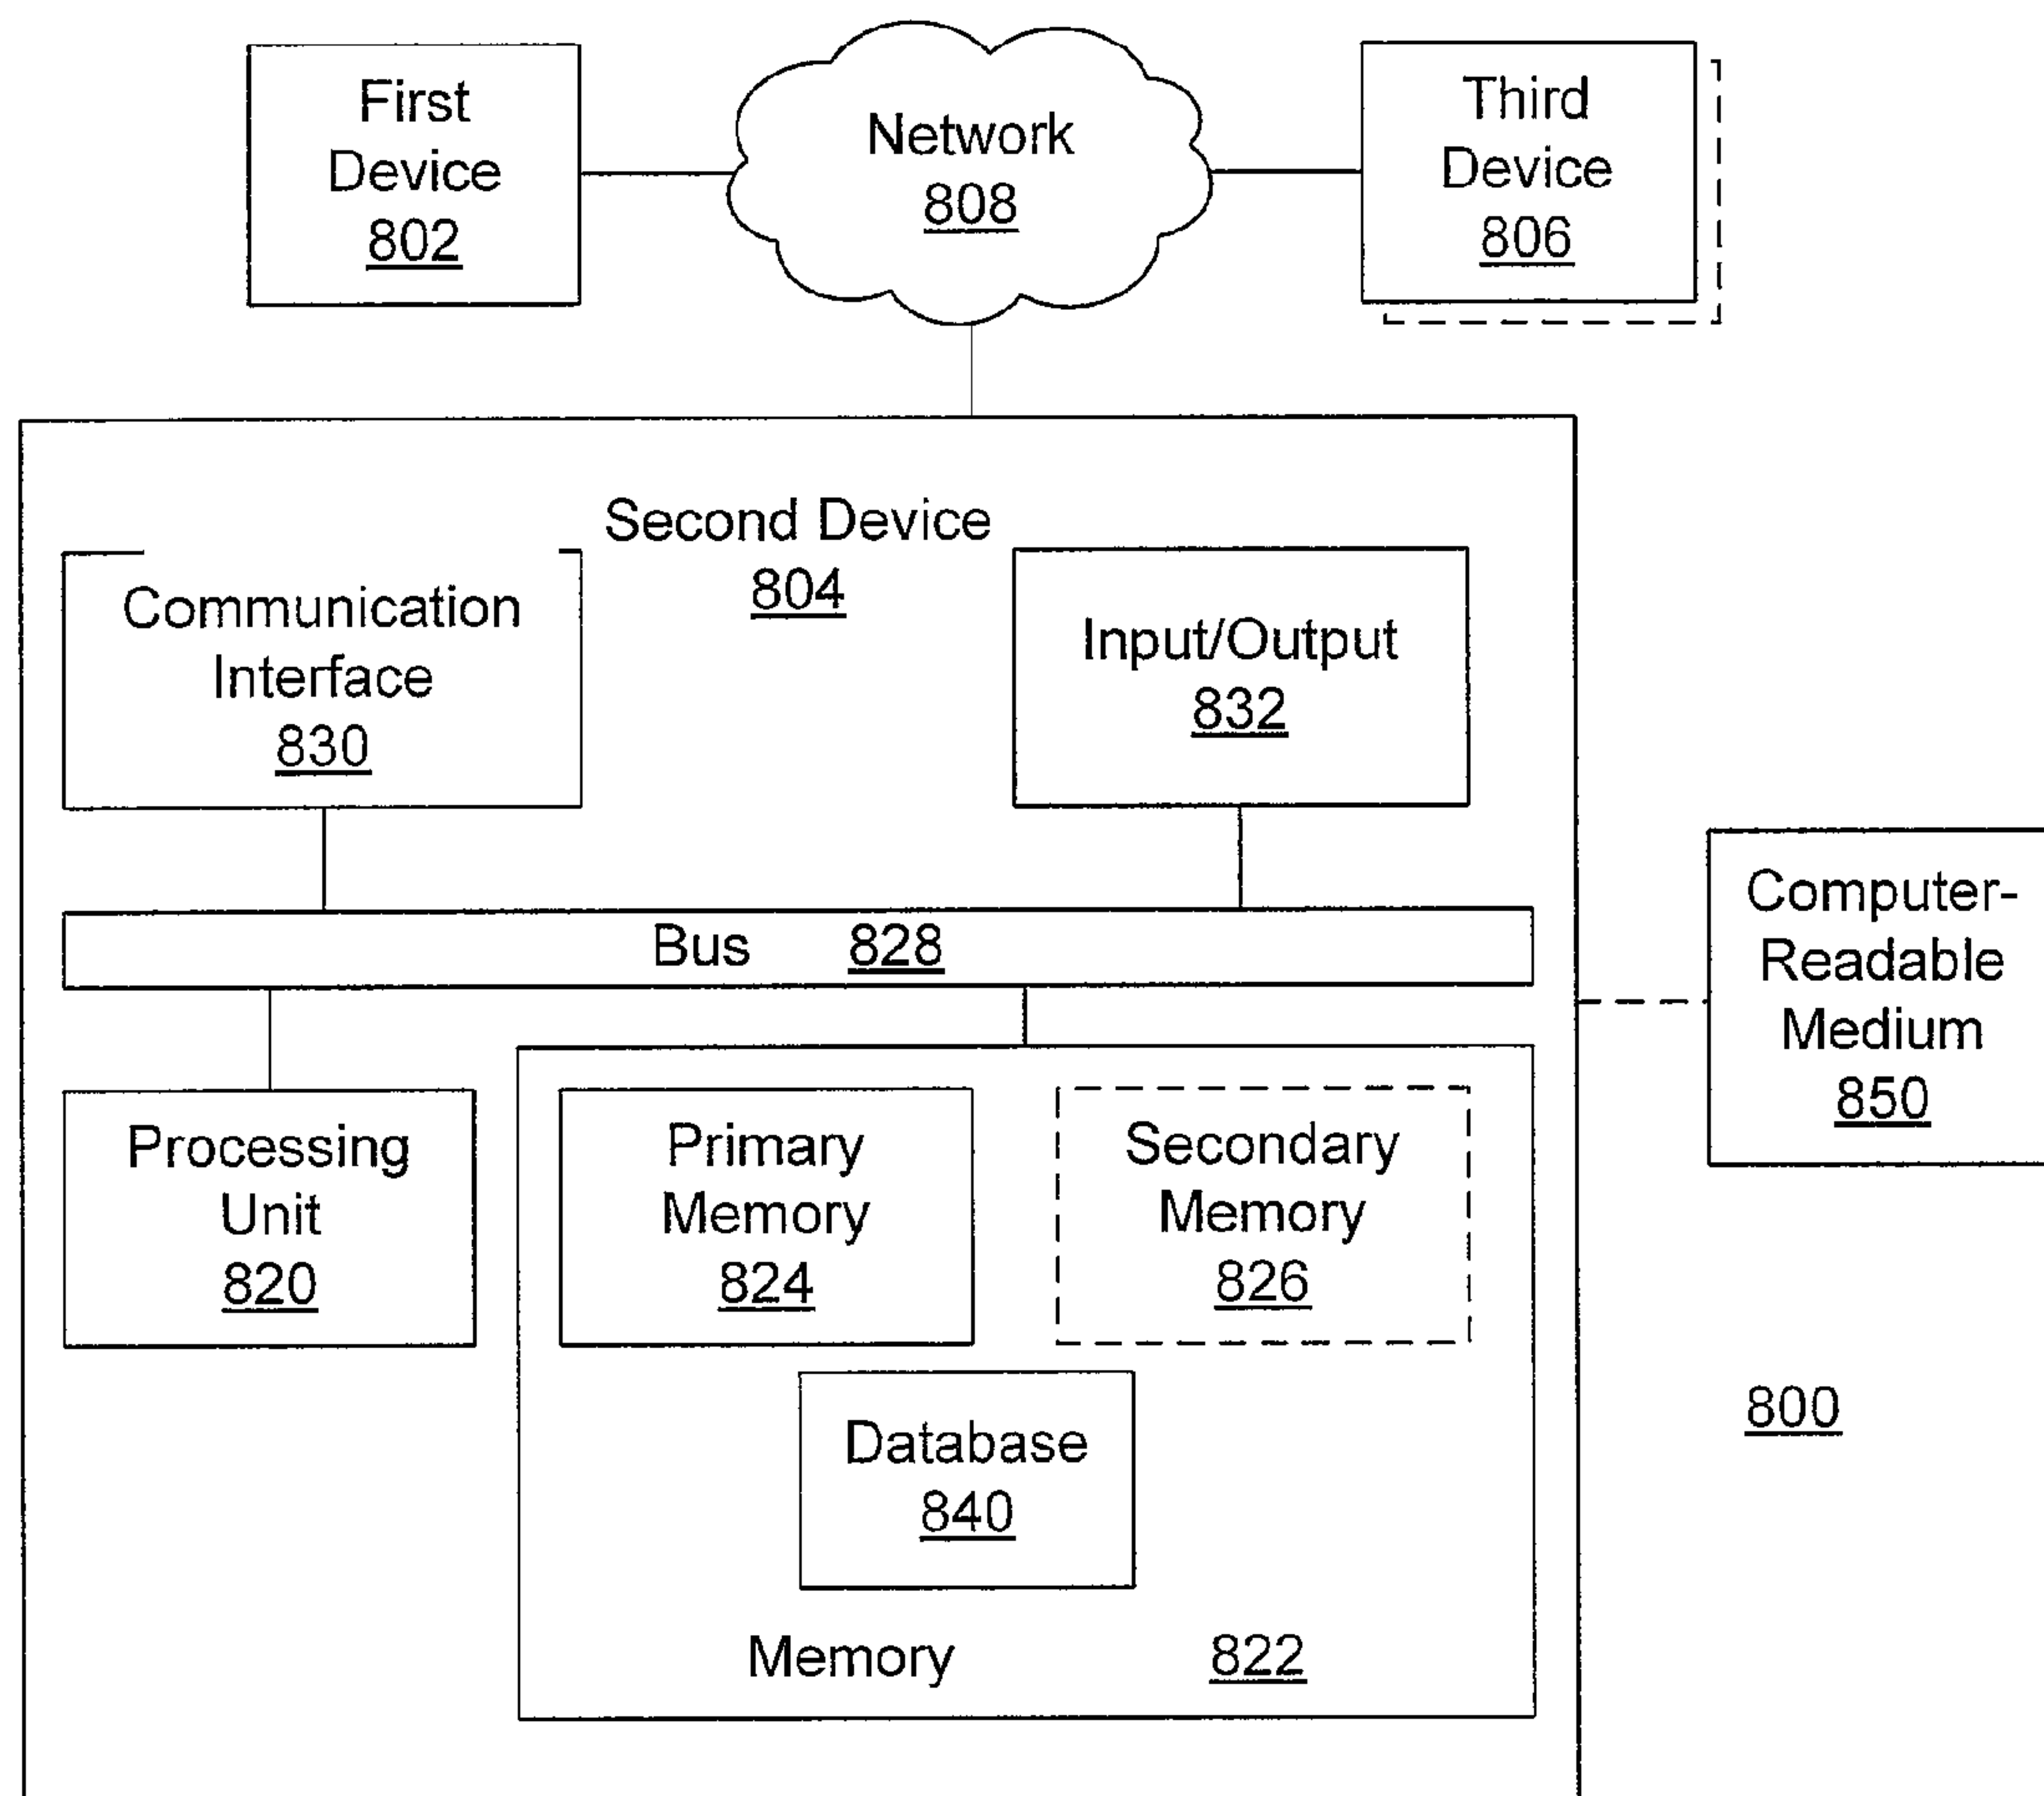 First
Device
802
Network
808
Third
Device
806
Second Device
804
Communication
Interface
830
Input/Output
832
Bus 828
Computer-
Readable
Medium
850
Processing
Unit
820
Primary
Memory
824
Secondary
Memory
826
Database
840
Memory 822
800